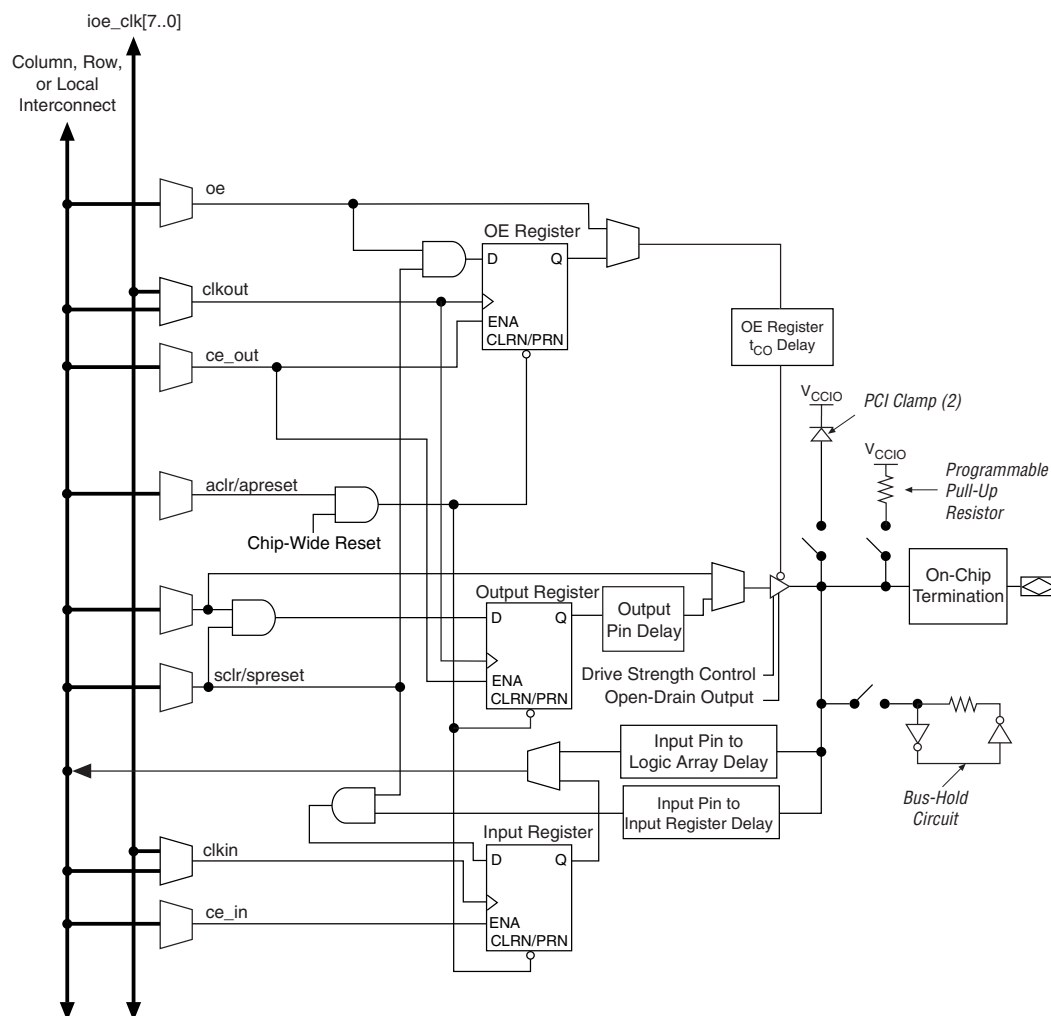 ioe_clk[7..0]
Column, Row,
or Local
Interconnect
oe
OE Register
D Q
clkout
ENA
CLRN/PRN
OE Register
tCO Delay
ce_out
VCCIO
PCI Clamp (2)
VCCIO
Programmable
Pull-Up
Resistor
aclr/apreset
Chip-Wide Reset
Output Register
D Q
ENA
CLRN/PRN
Output
Pin Delay
On-Chip
Termination
sclr/spreset
Drive Strength Control
Open-Drain Output
Input Pin to
Logic Array Delay
Input Pin to
Input Register Delay
Bus-Hold
Circuit
Input Register
D Q
clkin
ENA
CLRN/PRN
ce_in